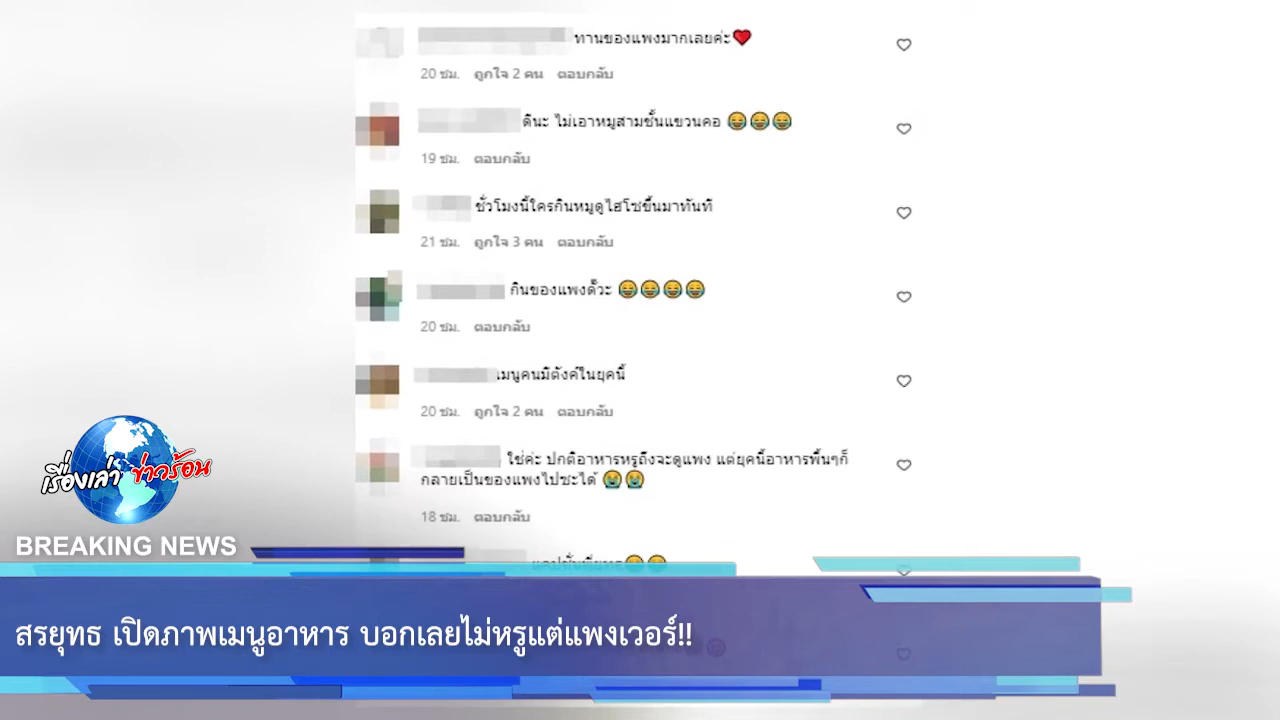 ทานของแพงมากเลยค่ะ❤️
20 ชม. ถูกใจ 2 คน ตอบกลับ
ดีนะ ไม่เอาหมูสามชั้นแขวนคอ 😂😂😂
19 ชม. ตอบกลับ
ชั่วโมงนี้ใครกินหมูดูไฮโซขึ้นมาทันที
21 ชม. ถูกใจ 3 คน ตอบกลับ
กินของแพงด้ัวะ 😂😂😂😂
20 ชม. ตอบกลับ
เมนูคนมีตังค์ในยุคนี้
20 ชม. ถูกใจ 2 คน ตอบกลับ
ใช่ค่ะ ปกติอาหารหรูถึงจะดูแพง แต่ยุคนี้อาหารพื้นๆก็
กลายเป็นของแพงไปซะได้ 😭😭
18 ชม. ตอบกลับ
เรื่องเล่า ข่าวร้อน
BREAKING NEWS
สรยุทธ เปิดภาพเมนูอาหาร บอกเลยไม่หรูแต่แพงเวอร์!!